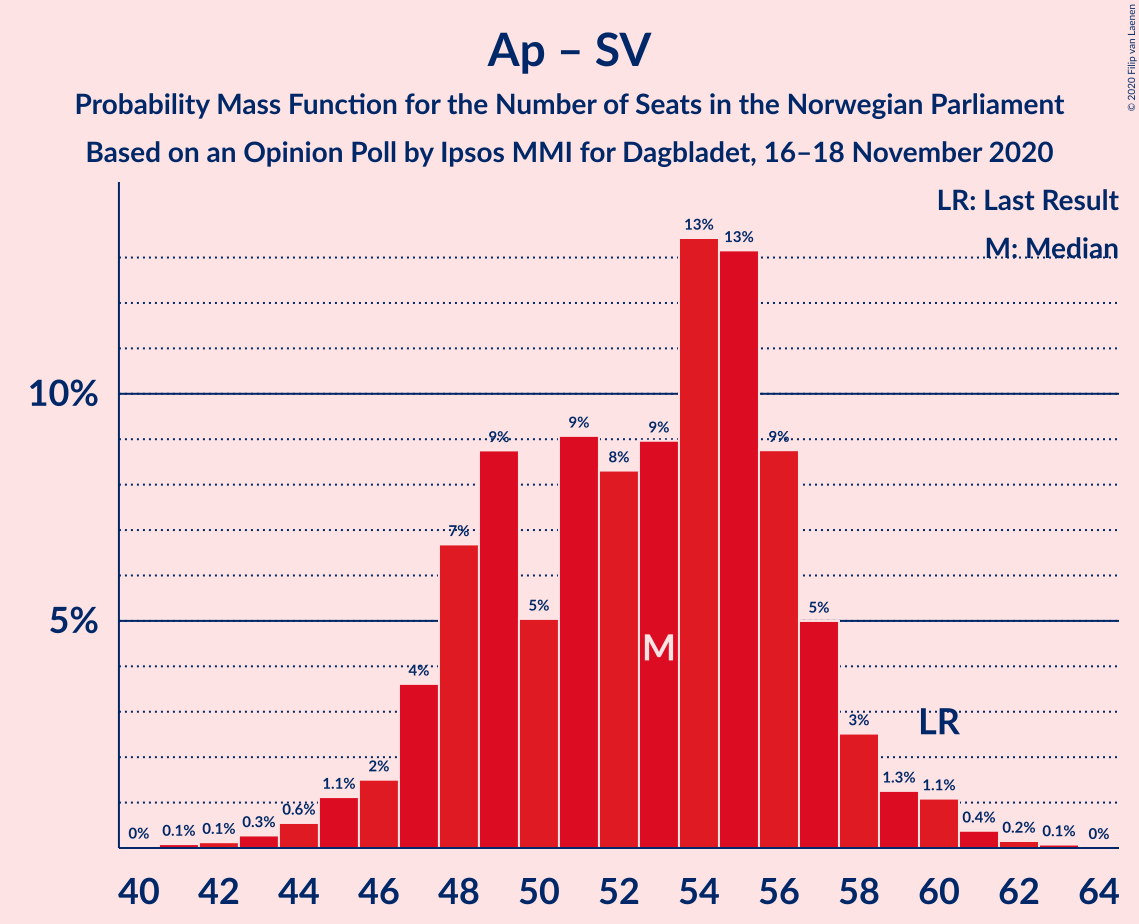 Ap – SV
Probability Mass Function for the Number of Seats in the Norwegian Parliament
Based on an Opinion Poll by Ipsos MMI for Dagbladet, 16–18 November 2020
© 2020 Filip van Laenen
LR: Last Result
M: Median
10%
5%
0% 0.1% 0.1% 0.3% 0.6% 1.1% 2% 4% 7% 9% 5% 9% 8% 9% 13% 13% 9% 5% 3% 1.3% 1.1% 0.4% 0.2% 0.1% 0%
M
LR
40 42 44 46 48 50 52 54 56 58 60 62 64